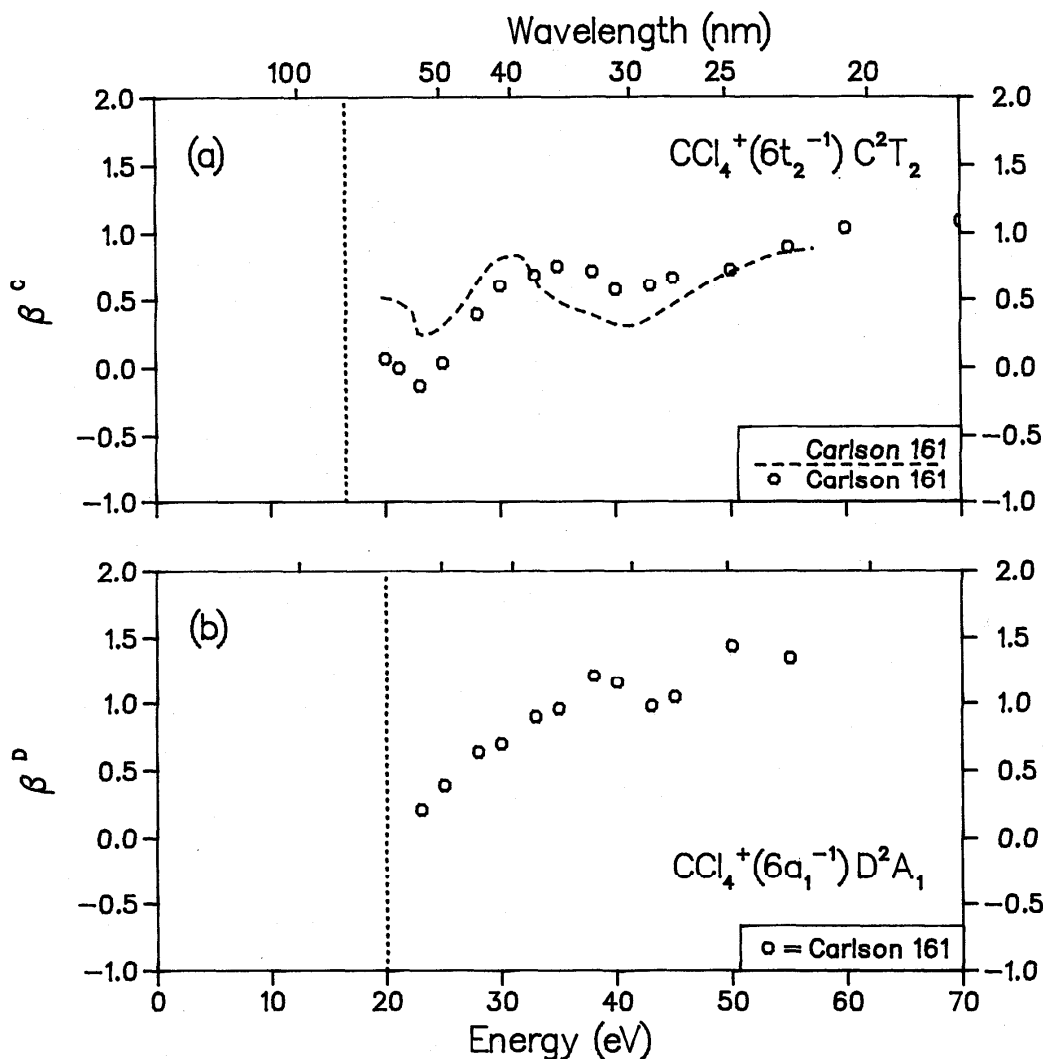 Wavelength (nm)
100 50 40 30 25 20
2.0 2.0
(a) CCl₄⁺(6t₂⁻¹) C²T₂
1.5 1.5
1.0 1.0
0.5 0.5
β^C
0.0 0.0
−0.5 −0.5
Carlson 161
Carlson 161
−1.0 −1.0
2.0 2.0
(b)
1.5 1.5
1.0 1.0
β^D
0.5 0.5
0.0 0.0
CCl₄⁺(6a₁⁻¹) D²A₁
−0.5 −0.5
= Carlson 161
−1.0 −1.0
0 10 20 30 40 50 60 70
Energy (eV)